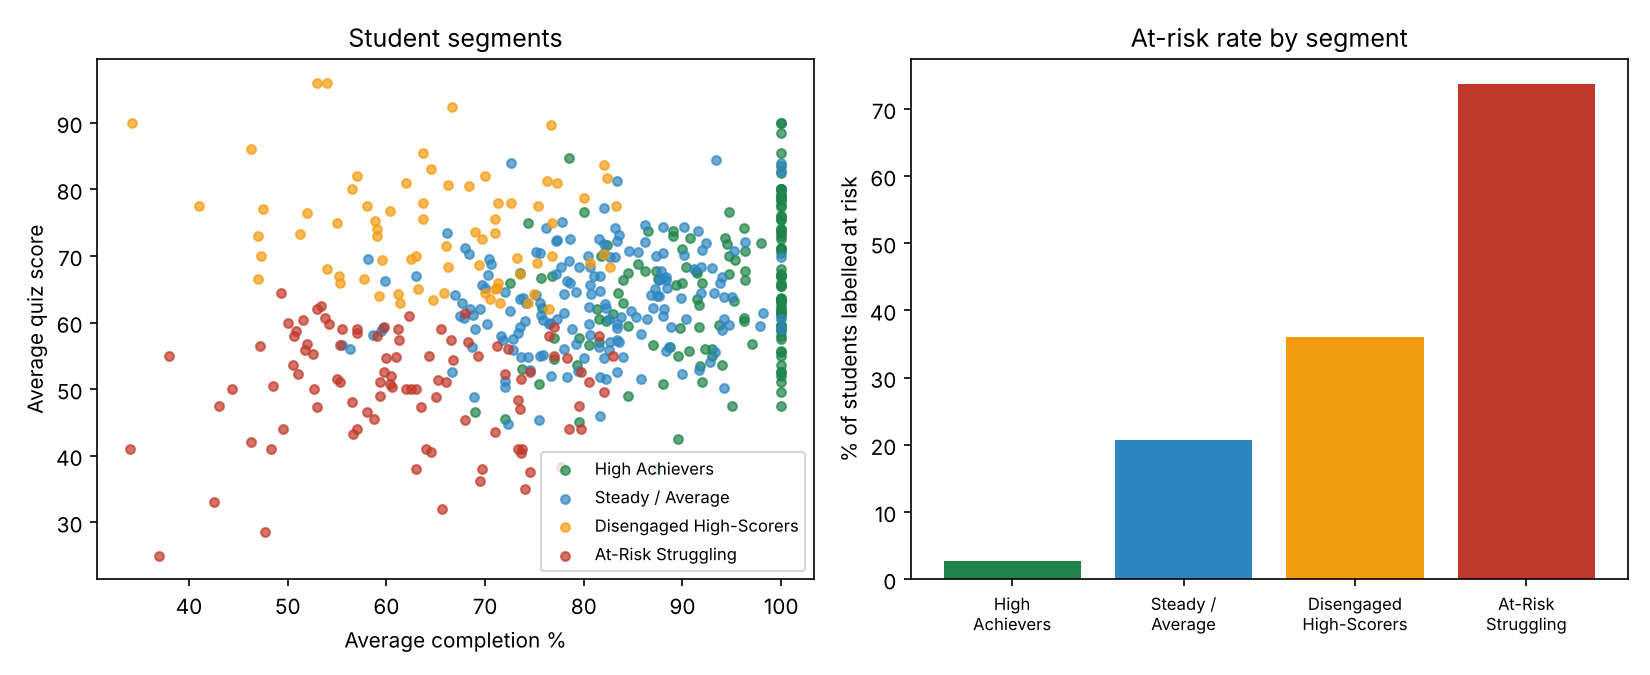 Student segments
Average quiz score
90
80
70
60
50
40
30
High Achievers
Steady / Average
Disengaged High-Scorers
At-Risk Struggling
40 50 60 70 80 90 100
Average completion %
At-risk rate by segment
% of students labelled at risk
70
60
50
40
30
20
10
0
High
Achievers
Steady /
Average
Disengaged
High-Scorers
At-Risk
Struggling